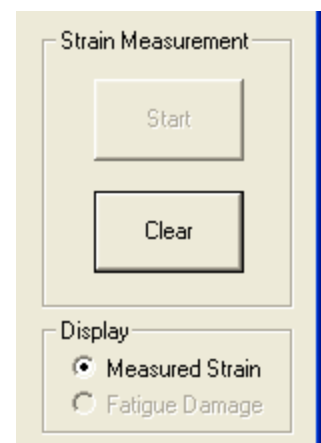 Strain Measurement
Start
Clear
Display
Measured Strain
Fatigue Damage